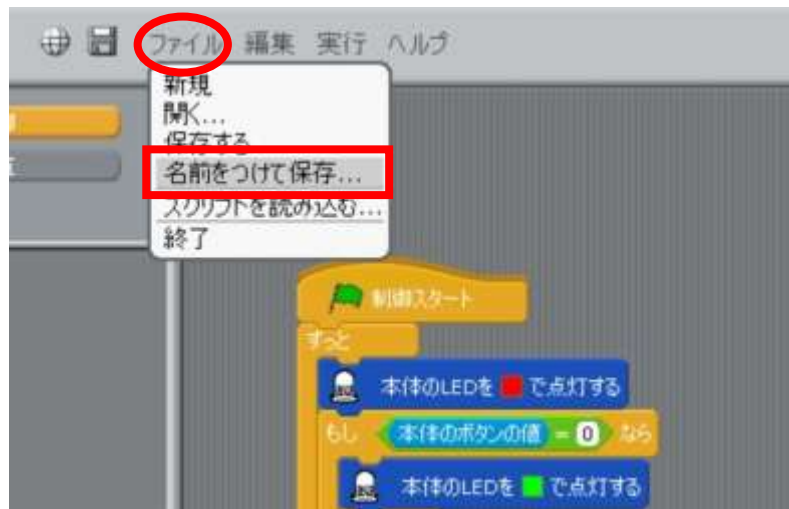 ファイル 編集 実行 ヘルプ
新規
開く...
保存する
名前をつけて保存...
スクリプトを読み込む...
終了
制御スタート
ずっと
本体のLEDを で点灯する
もし 本体のボタンの値 = 0 なら
本体のLEDを で点灯する